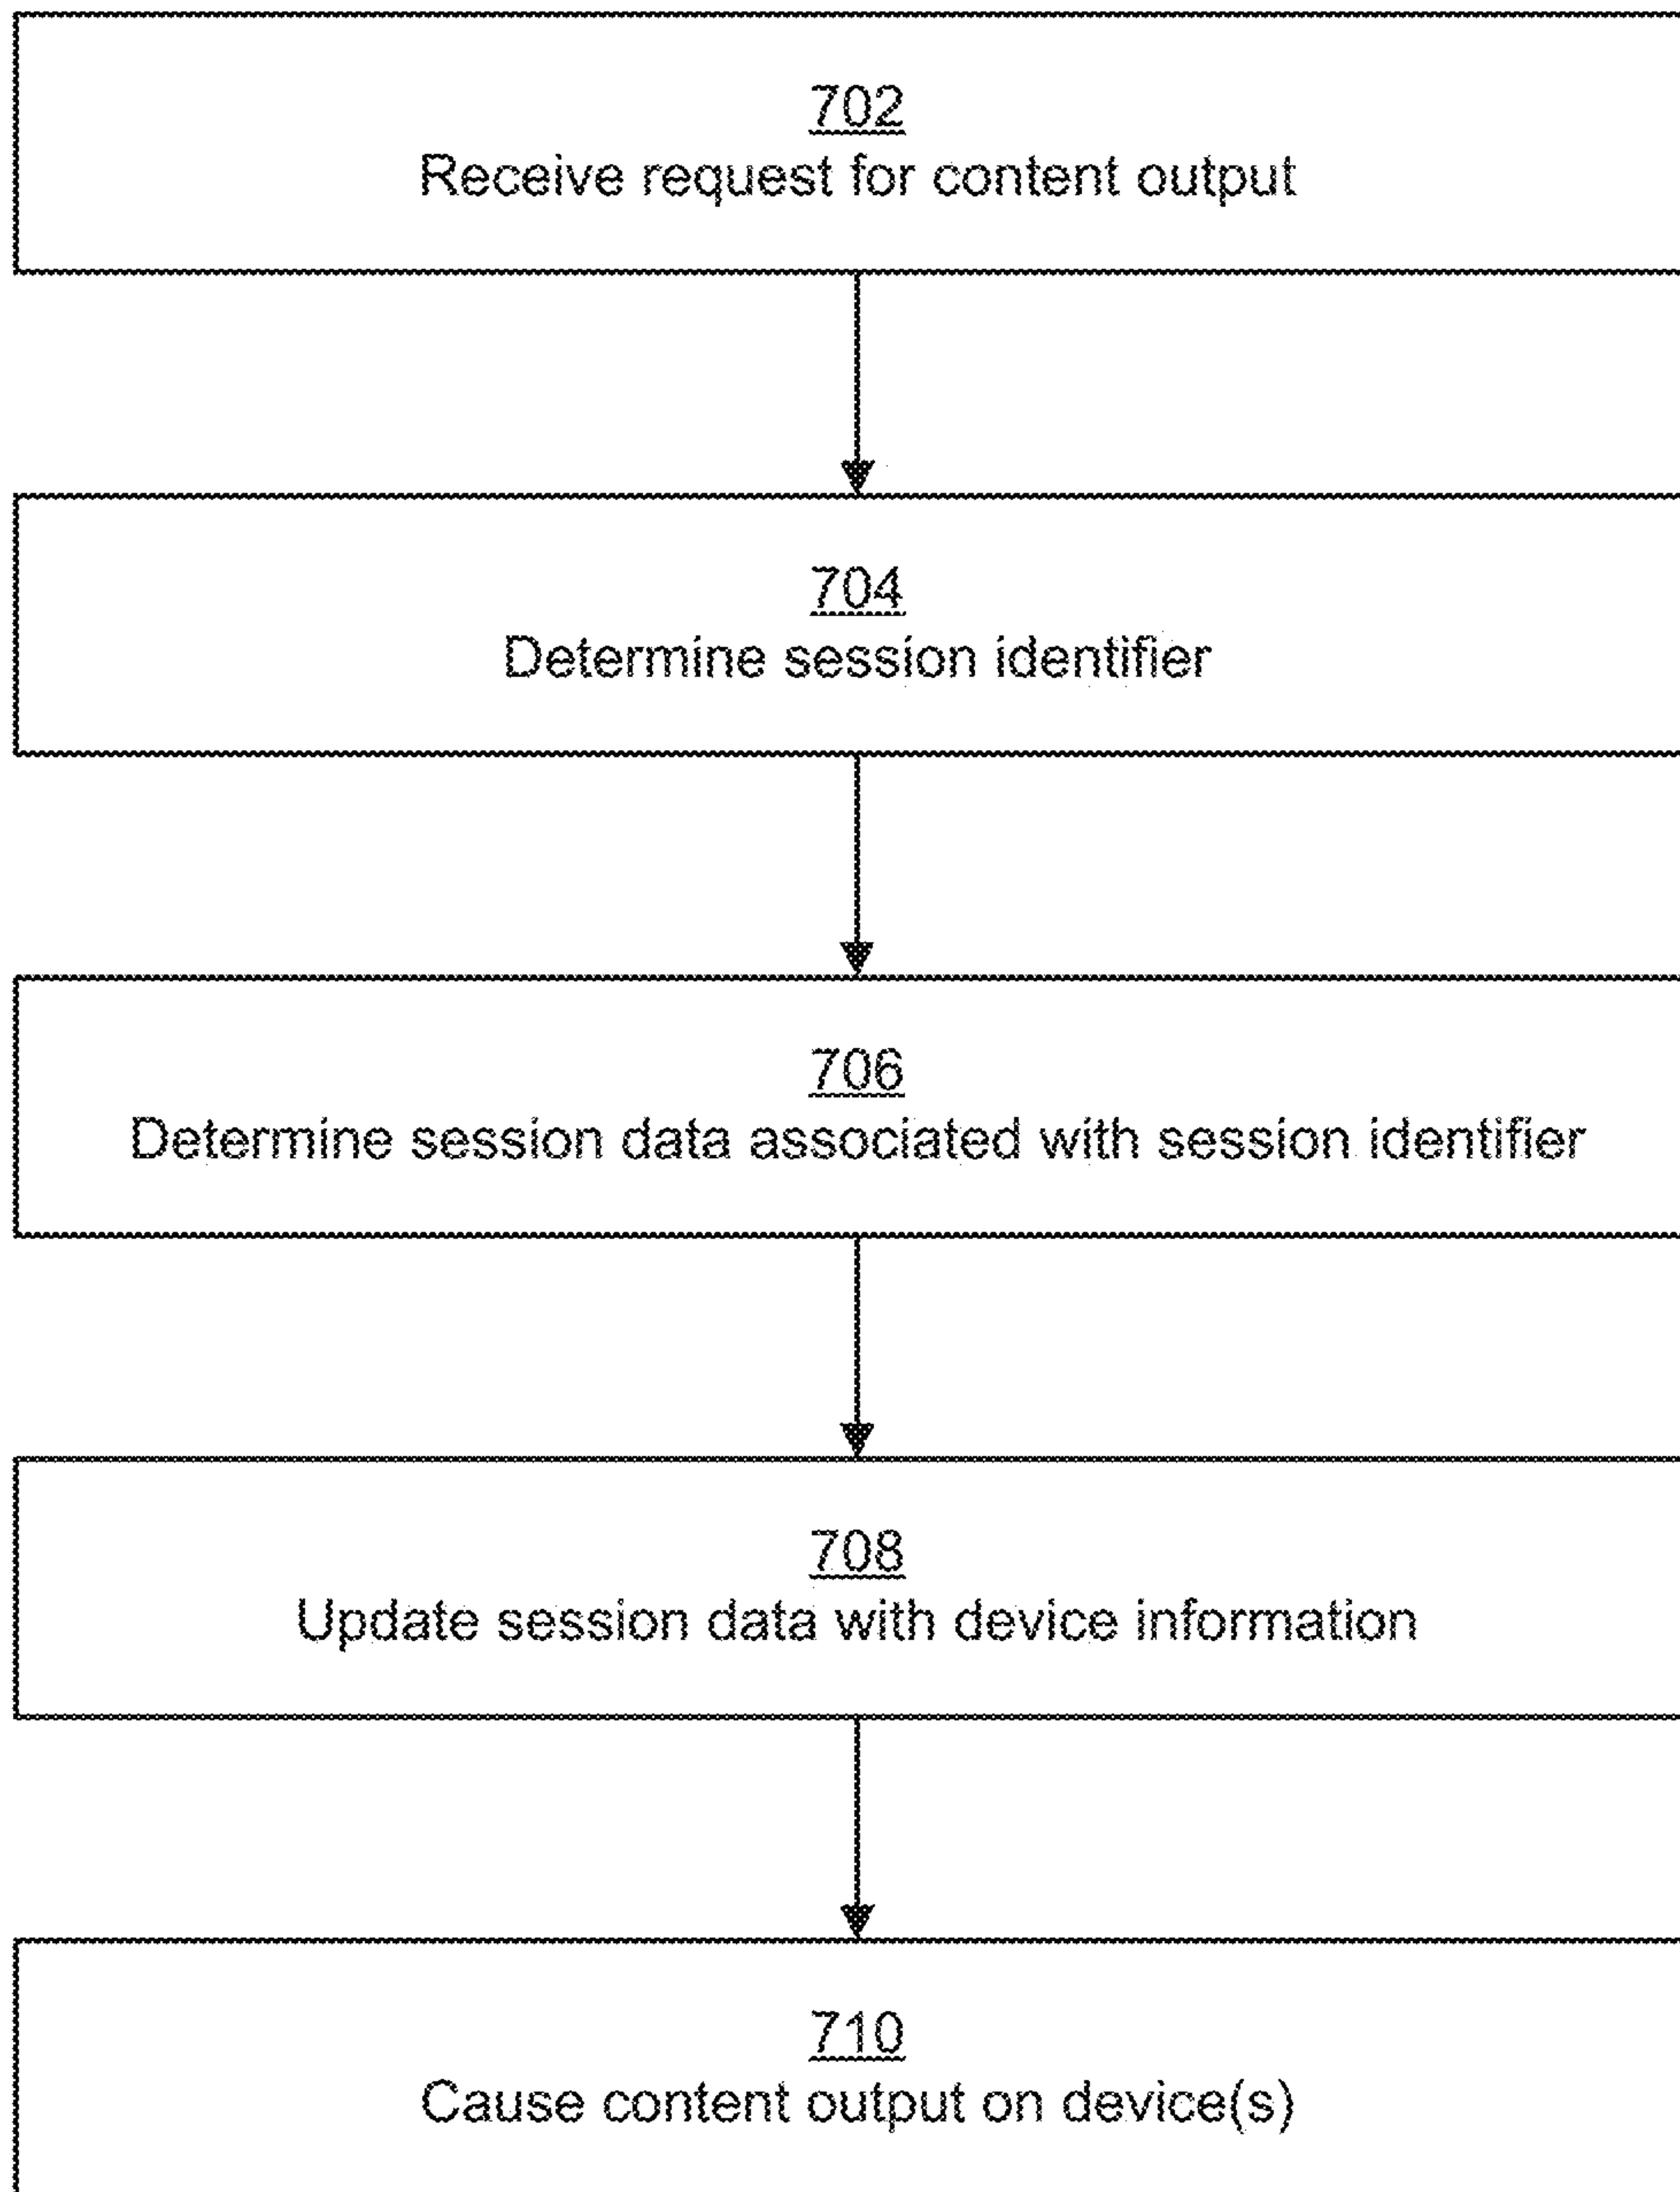 702
Receive request for content output
704
Determine session identifier
706
Determine session data associated with session identifier
708
Update session data with device information
710
Cause content output on device(s)